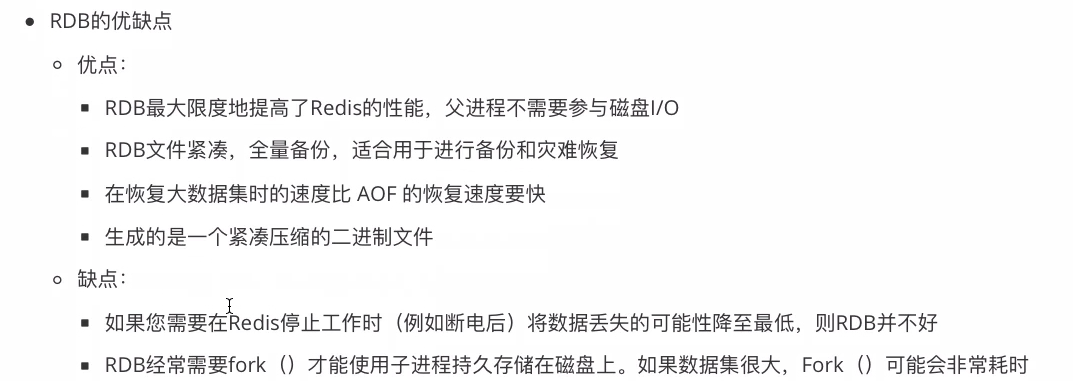 RDB的优缺点
优点：
RDB最大限度地提高了Redis的性能，父进程不需要参与磁盘I/O
RDB文件紧凑，全量备份，适合用于进行备份和灾难恢复
在恢复大数据集时的速度比 AOF 的恢复速度要快
生成的是一个紧凑压缩的二进制文件
缺点：
如果您需要在Redis停止工作时（例如断电后）将数据丢失的可能性降至最低，则RDB并不好
RDB经常需要fork（）才能使用子进程持久存储在磁盘上。如果数据集很大，Fork（）可能会非常耗时